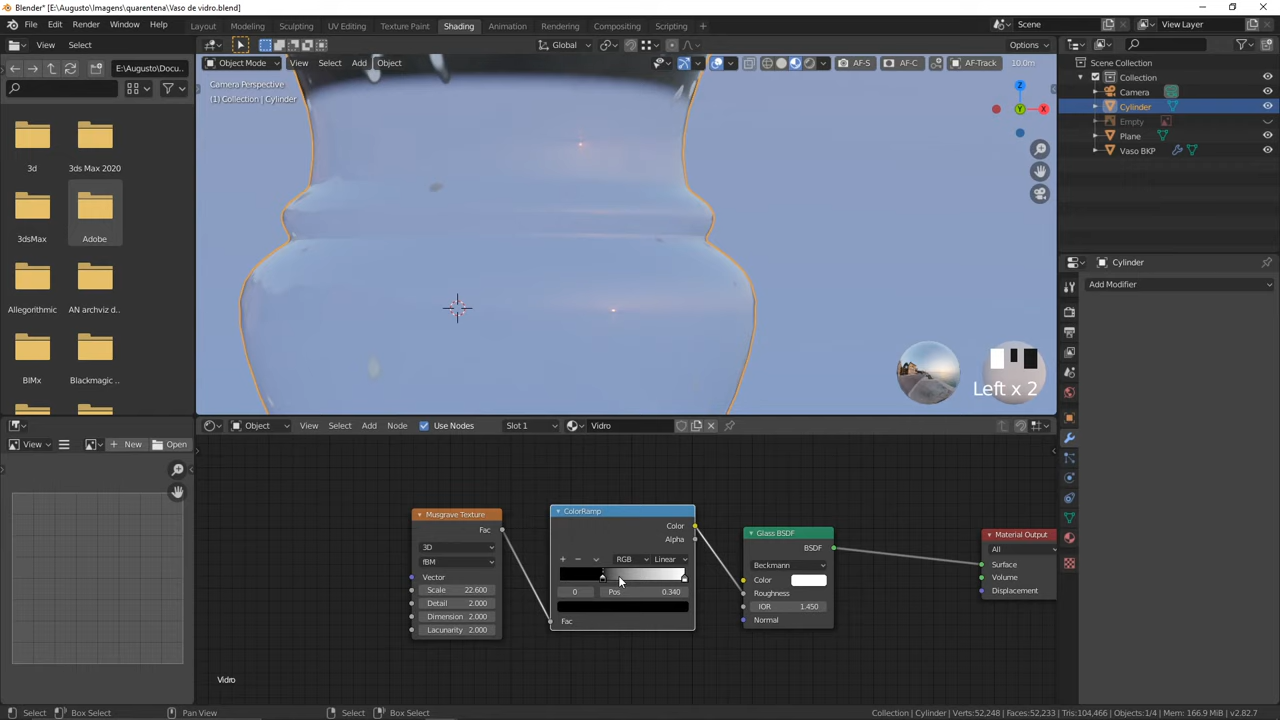 Blender* [E:\Augusto\Imagens\quarentena\Vaso de vidro.blend]
File Edit Render Window Help Layout Modeling Sculpting UV Editing Texture Paint Shading Animation Rendering Compositing Scripting Scene View Layer
View Select Global Options
E:\Augusto\Docu... Object Mode View Select Add Object AF-S AF-C AF-Track 10.0m
Camera Perspective
(1) Collection | Cylinder
Z
Y
X
Scene Collection
Collection
Camera
Cylinder
Empty
Plane
Vaso BKP
3d 3ds Max 2020
3dsMax Adobe
Allegorithmic AN archviz d..
BIMx Blackmagic ..
Cylinder
Add Modifier
Left x 2
View New Open Object View Select Add Node Use Nodes Slot 1 Vidro
Musgrave Texture
Fac
3D
fBM
Vector
Scale 22.600
Detail 2.000
Dimension 2.000
Lacunarity 2.000
ColorRamp
Color
Alpha
RGB Linear
0 Pos 0.340
Fac
Glass BSDF
BSDF
Beckmann
Color
Roughness
IOR 1.450
Normal
Material Output
All
Surface
Volume
Displacement
Vidro
Select Box Select Pan View Select Box Select Collection | Cylinder | Verts:52,248 | Faces:52,233 | Tris:104,466 | Objects:1/4 | Mem: 166.9 MiB | v2.82.7